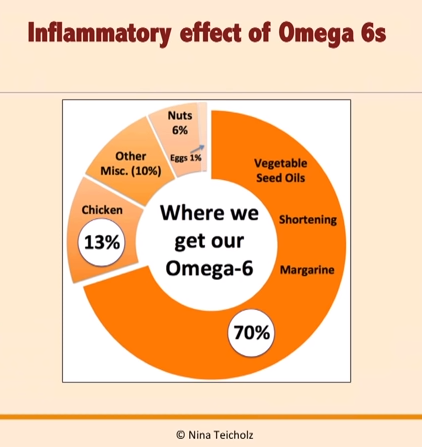 Inflammatory effect of Omega 6s
Nuts
6%
Eggs 1%
Other
Misc. (10%)
Chicken
13%
Where we
get our
Omega-6
Vegetable
Seed Oils
Shortening
Margarine
70%
© Nina Teicholz